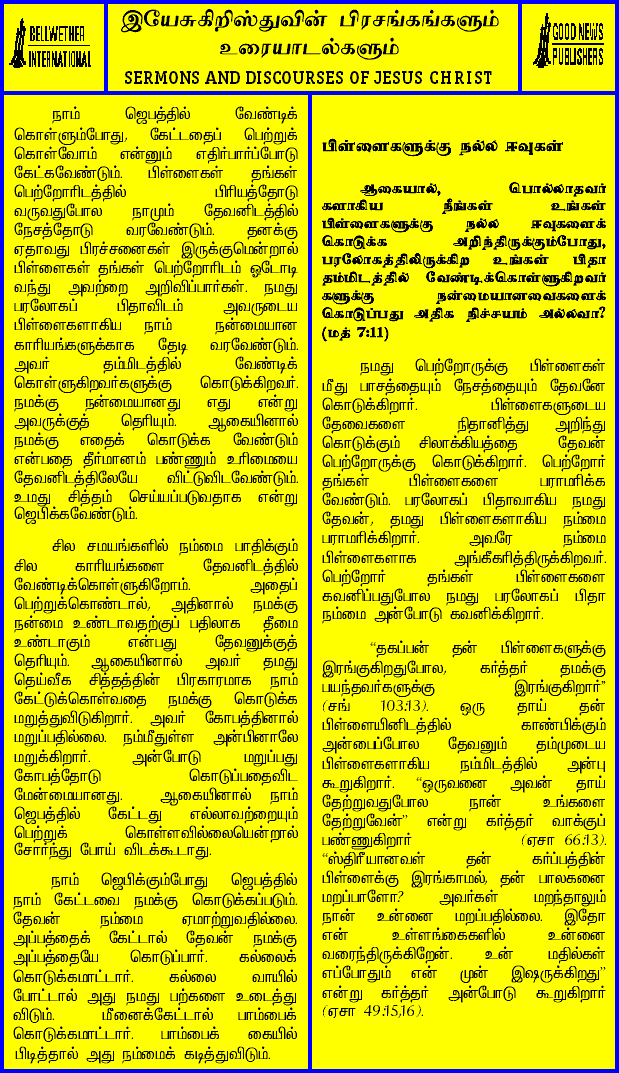 BELLWETHER
INTERNATIONAL
இயேசுகிறிஸ்துவின் பிரசங்கங்களும்
உரையாடல்களும்
SERMONS AND DISCOURSES OF JESUS CHRIST
GOOD NEWS
PUBLISHERS
நாம் ஜெபத்தில் வேண்டிக்
கொள்ளும்போது, கேட்டதைப் பெற்றுக்
கொள்வோம் என்னும் எதிர்பார்ப்போடு
கேட்கவேண்டும். பிள்ளைகள் தங்கள்
பெற்றோரிடத்தில் பிரியத்தோடு
வருவதுபோல நாமும் தேவனிடத்தில்
நேசத்தோடு வரவேண்டும். தனக்கு
ஏதாவது பிரச்சனைகள் இருக்குமென்றால்
பிள்ளைகள் தங்கள் பெற்றோரிடம் ஓடோடி
வந்து அவற்றை அறிவிப்பார்கள். நமது
பரலோகப் பிதாவிடம் அவருடைய
பிள்ளைகளாகிய நாம் நன்மையான
காரியங்களுக்காக தேடி வரவேண்டும்.
அவர் தம்மிடத்தில் வேண்டிக்
கொள்ளுகிறவர்களுக்கு கொடுக்கிறவர்.
நமக்கு நன்மையானது எது என்று
அவருக்குத் தெரியும். ஆகையினால்
நமக்கு எதைக் கொடுக்க வேண்டும்
என்பதை தீர்மானம் பண்ணும் உரிமையை
தேவனிடத்திலேயே விட்டுவிடவேண்டும்.
உமது சித்தம் செய்யப்படுவதாக என்று
ஜெபிக்கவேண்டும்.
சில சமயங்களில் நம்மை பாதிக்கும்
சில காரியங்களை தேவனிடத்தில்
வேண்டிக்கொள்ளுகிறோம். அதைப்
பெற்றுக்கொண்டால், அதினால் நமக்கு
நன்மை உண்டாவதற்குப் பதிலாக தீமை
உண்டாகும் என்பது தேவனுக்குத்
தெரியும். ஆகையினால் அவர் தமது
தெய்வீக சித்தத்தின் பிரகாரமாக நாம்
கேட்டுக்கொள்வதை நமக்கு கொடுக்க
மறுத்துவிடுகிறார். அவர் கோபத்தினால்
மறுப்பதில்லை. நம்மீதுள்ள அன்பினாலே
மறுக்கிறார். அன்போடு மறுப்பது
கோபத்தோடு கொடுப்பதைவிட
மேன்மையானது. ஆகையினால் நாம்
ஜெபத்தில் கேட்டது எல்லாவற்றையும்
பெற்றுக் கொள்ளவில்லையென்றால்
சோர்ந்து போய் விடக்கூடாது.
நாம் ஜெபிக்கும்போது ஜெபத்தில்
நாம் கேட்டவை நமக்கு கொடுக்கப்படும்.
தேவன் நம்மை ஏமாற்றுவதில்லை.
அப்பத்தைக் கேட்டால் தேவன் நமக்கு
அப்பத்தையே கொடுப்பார். கல்லைக்
கொடுக்கமாட்டார். கல்லை வாயில்
போட்டால் அது நமது பற்களை உடைத்து
விடும். மீனைக்கேட்டால் பாம்பைக்
கொடுக்கமாட்டார். பாம்பைக் கையில்
பிடித்தால் அது நம்மைக் கடித்துவிடும்.
பிள்ளைகளுக்கு நல்ல ஈவுகள்
ஆகையால், பொல்லாதவர்
களாகிய நீங்கள் உங்கள்
பிள்ளைகளுக்கு நல்ல ஈவுகளைக்
கொடுக்க அறிந்திருக்கும்போது,
பரலோகத்திலிருக்கிற உங்கள் பிதா
தம்மிடத்தில் வேண்டிக்கொள்ளுகிறவர்
களுக்கு நன்மையானவைகளைக்
கொடுப்பது அதிக நிச்சயம் அல்லவா?
(மத் 7:11)
நமது பெற்றோருக்கு பிள்ளைகள்
மீது பாசத்தையும் நேசத்தையும் தேவனே
கொடுக்கிறார். பிள்ளைகளுடைய
தேவைகளை நிதானித்து அறிந்து
கொடுக்கும் சிலாக்கியத்தை தேவன்
பெற்றோருக்கு கொடுக்கிறார். பெற்றோர்
தங்கள் பிள்ளைகளை பராமரிக்க
வேண்டும். பரலோகப் பிதாவாகிய நமது
தேவன், தமது பிள்ளைகளாகிய நம்மை
பராமரிக்கிறார். அவரே நம்மை
பிள்ளைகளாக அங்கீகரித்திருக்கிறவர்.
பெற்றோர் தங்கள் பிள்ளைகளை
கவனிப்பதுபோல நமது பரலோகப் பிதா
நம்மை அன்போடு கவனிக்கிறார்.
“தகப்பன் தன் பிள்ளைகளுக்கு
இரங்குகிறதுபோல, கர்த்தர் தமக்கு
பயந்தவர்களுக்கு இரங்குகிறார்”
(சங் 103:13). ஒரு தாய் தன்
பிள்ளையினிடத்தில் காண்பிக்கும்
அன்பைப்போல தேவனும் தம்முடைய
பிள்ளைகளாகிய நம்மிடத்தில் அன்பு
கூறுகிறார். “ஒருவனை அவன் தாய்
தேற்றுவதுபோல நான் உங்களை
தேற்றுவேன்” என்று கர்த்தர் வாக்குப்
பண்ணுகிறார் (ஏசா 66:13).
“ஸ்திரீயானவள் தன் கர்ப்பத்தின்
பிள்ளைக்கு இரங்காமல், தன் பாலகனை
மறப்பாளோ? அவர்கள் மறந்தாலும்
நான் உன்னை மறப்பதில்லை. இதோ
என் உள்ளங்கைகளில் உன்னை
வரைந்திருக்கிறேன். உன் மதில்கள்
எப்போதும் என் முன் இஷருக்கிறது”
என்று கர்த்தர் அன்போடு கூறுகிறார்
(ஏசா 49:15,16).